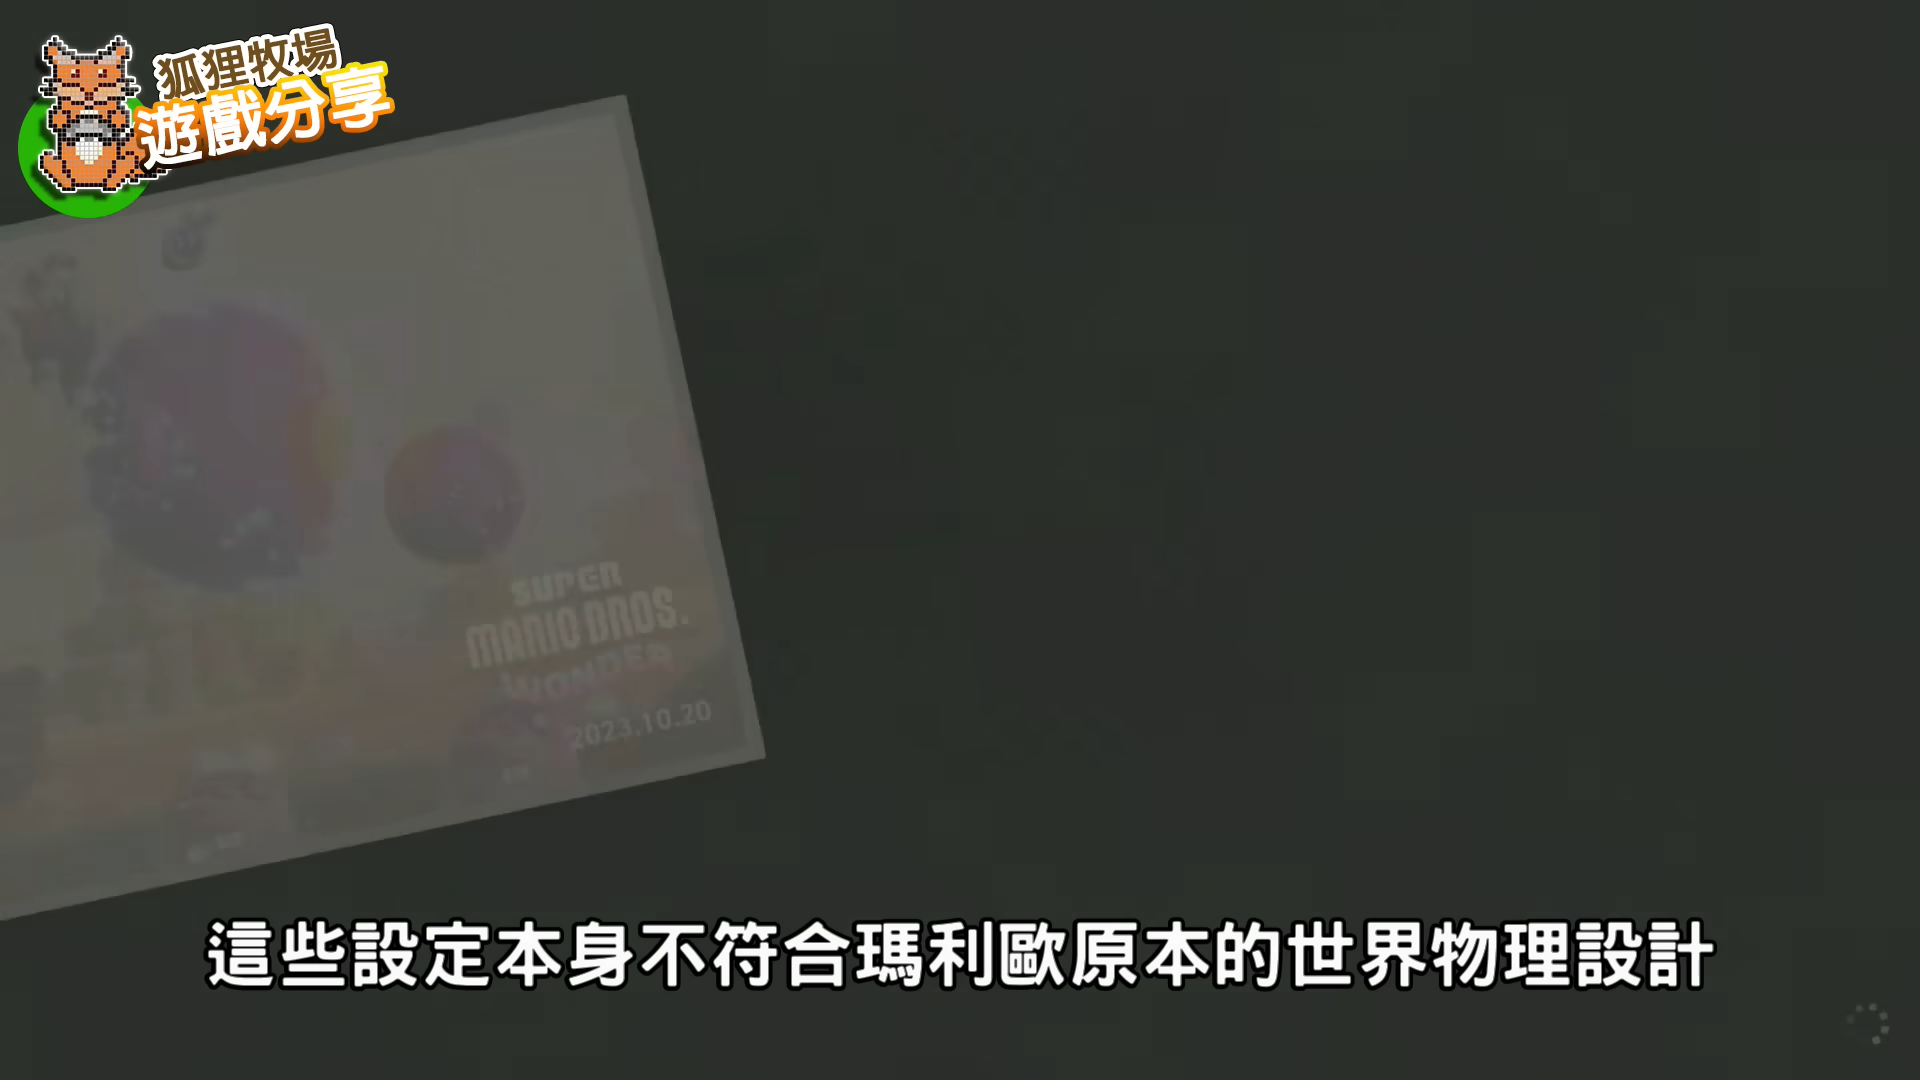 狐狸牧場
遊戲分享
SUPER
MARIO BROS.
WONDER
2023.10.20
這些設定本身不符合瑪利歐原本的世界物理設計